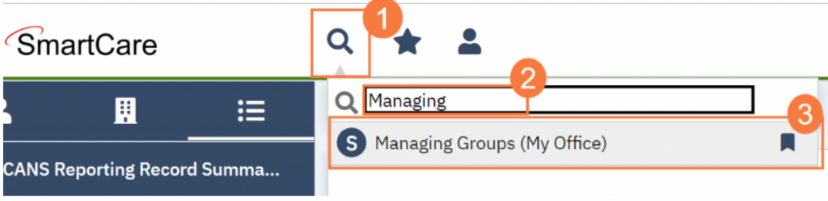 1
SmartCare
2
Managing
3
S Managing Groups (My Office)
CANS Reporting Record Summa...